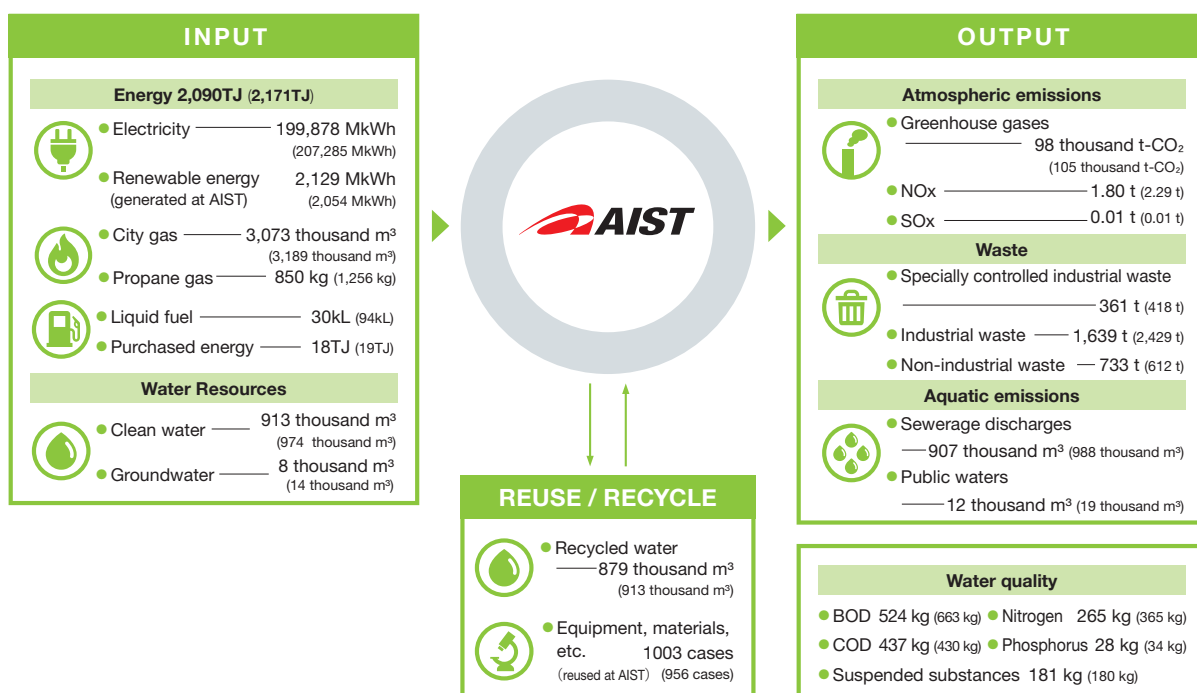 INPUT
Energy 2,090TJ (2,171TJ)
Electricity 199,878 MkWh
(207,285 MkWh)
Renewable energy 2,129 MkWh
(generated at AIST) (2,054 MkWh)
City gas 3,073 thousand m³
(3,189 thousand m³)
Propane gas 850 kg (1,256 kg)
Liquid fuel 30kL (94kL)
Purchased energy 18TJ (19TJ)
Water Resources
Clean water 913 thousand m³
(974 thousand m³)
Groundwater 8 thousand m³
(14 thousand m³)
AIST
REUSE / RECYCLE
Recycled water
879 thousand m³
(913 thousand m³)
Equipment, materials,
etc. 1003 cases
(reused at AIST) (956 cases)
OUTPUT
Atmospheric emissions
Greenhouse gases
98 thousand t-CO₂
(105 thousand t-CO₂)
NOx 1.80 t (2.29 t)
SOx 0.01 t (0.01 t)
Waste
Specially controlled industrial waste
361 t (418 t)
Industrial waste 1,639 t (2,429 t)
Non-industrial waste 733 t (612 t)
Aquatic emissions
Sewerage discharges
907 thousand m³ (988 thousand m³)
Public waters
12 thousand m³ (19 thousand m³)
Water quality
BOD 524 kg (663 kg) Nitrogen 265 kg (365 kg)
COD 437 kg (430 kg) Phosphorus 28 kg (34 kg)
Suspended substances 181 kg (180 kg)